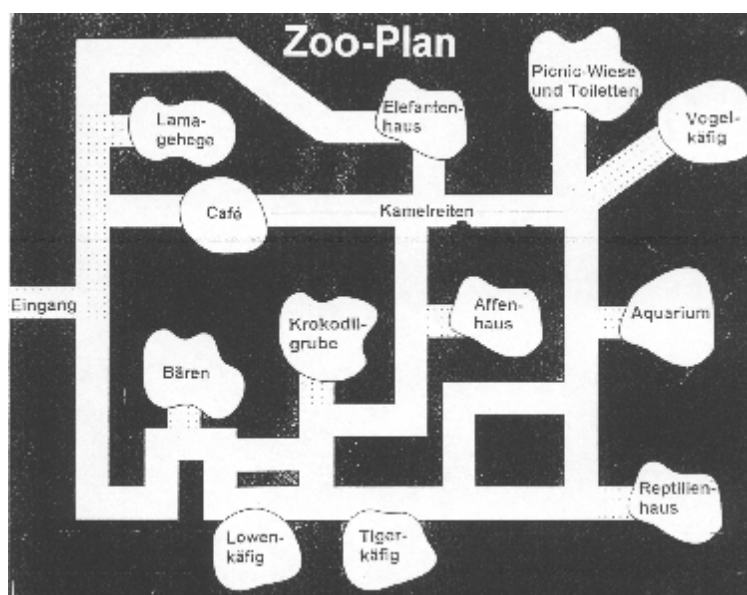 Zoo-Plan
Picnic-Wiese
und Toiletten
Elefanten-
haus
Vogel-
käfig
Lama-
gehege
Café
Kamelreiten
Eingang
Krokodil-
grube
Affen-
haus
Aquarium
Bären
Reptilien-
haus
Lowen-
käfig
Tiger-
käfig